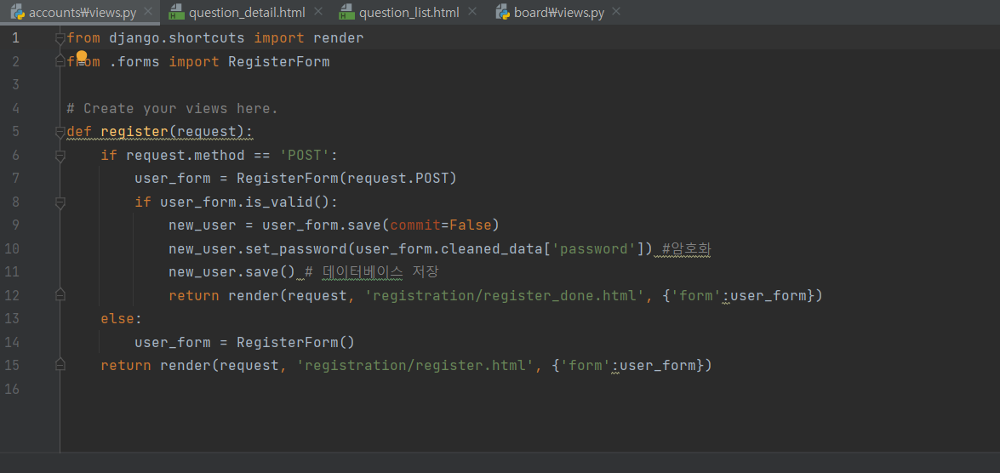 accounts₩views.py question_detail.html question_list.html board₩views.py
1 from django.shortcuts import render
2 from .forms import RegisterForm
3
4 # Create your views here.
5 def register(request):
6     if request.method == 'POST':
7         user_form = RegisterForm(request.POST)
8         if user_form.is_valid():
9             new_user = user_form.save(commit=False)
10             new_user.set_password(user_form.cleaned_data['password']) #암호화
11             new_user.save() # 데이터베이스 저장
12             return render(request, 'registration/register_done.html', {'form':user_form})
13     else:
14         user_form = RegisterForm()
15     return render(request, 'registration/register.html', {'form':user_form})
16